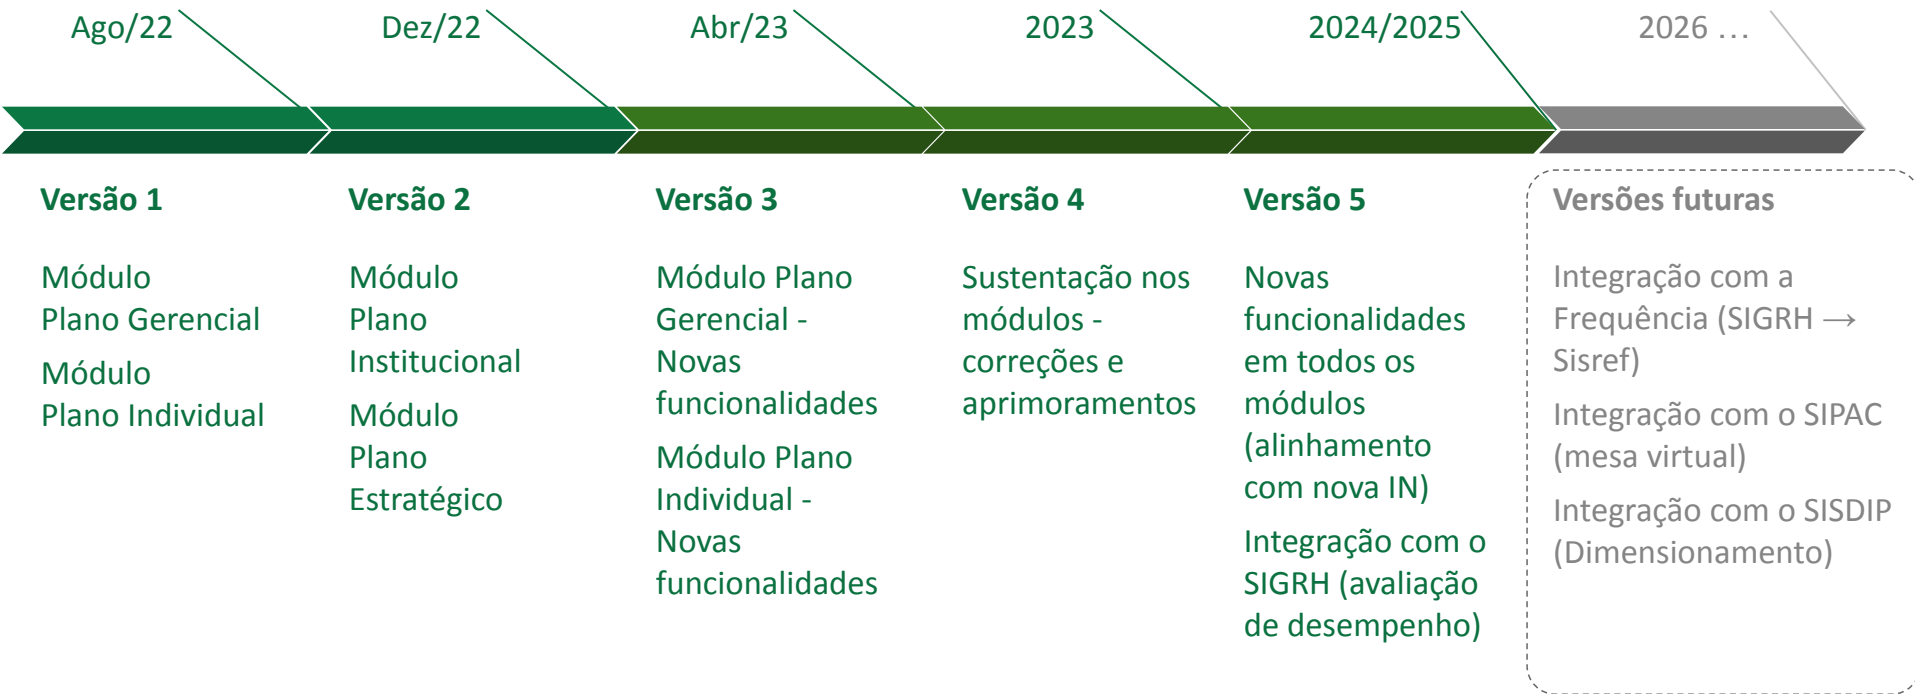 Ago/22
Dez/22
Abr/23
2023
2024/2025
2026 ...
Versão 1
Módulo
Plano Gerencial
Módulo
Plano Individual
Versão 2
Módulo
Plano
Institucional
Módulo
Plano
Estratégico
Versão 3
Módulo Plano
Gerencial -
Novas
funcionalidades
Módulo Plano
Individual -
Novas
funcionalidades
Versão 4
Sustentação nos
módulos -
correções e
aprimoramentos
Versão 5
Novas
funcionalidades
em todos os
módulos
(alinhamento
com nova IN)
Integração com o
SIGRH (avaliação
de desempenho)
Versões futuras
Integração com a
Frequência (SIGRH →
Sisref)
Integração com o SIPAC
(mesa virtual)
Integração com o SISDIP
(Dimensionamento)